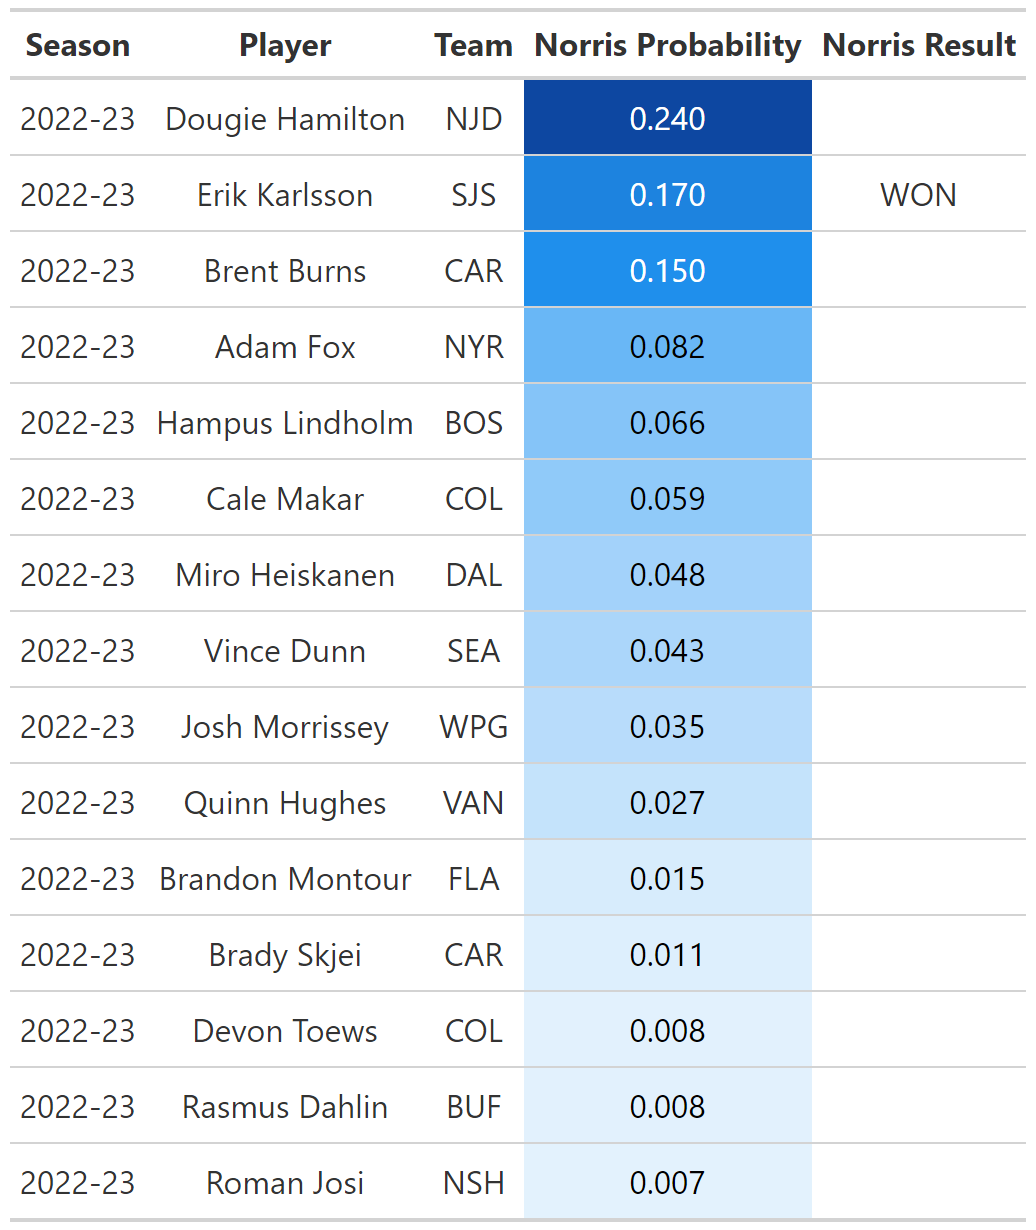 Season Player Team Norris Probability Norris Result
2022-23 Dougie Hamilton NJD 0.240
2022-23 Erik Karlsson SJS 0.170 WON
2022-23 Brent Burns CAR 0.150
2022-23 Adam Fox NYR 0.082
2022-23 Hampus Lindholm BOS 0.066
2022-23 Cale Makar COL 0.059
2022-23 Miro Heiskanen DAL 0.048
2022-23 Vince Dunn SEA 0.043
2022-23 Josh Morrissey WPG 0.035
2022-23 Quinn Hughes VAN 0.027
2022-23 Brandon Montour FLA 0.015
2022-23 Brady Skjei CAR 0.011
2022-23 Devon Toews COL 0.008
2022-23 Rasmus Dahlin BUF 0.008
2022-23 Roman Josi NSH 0.007